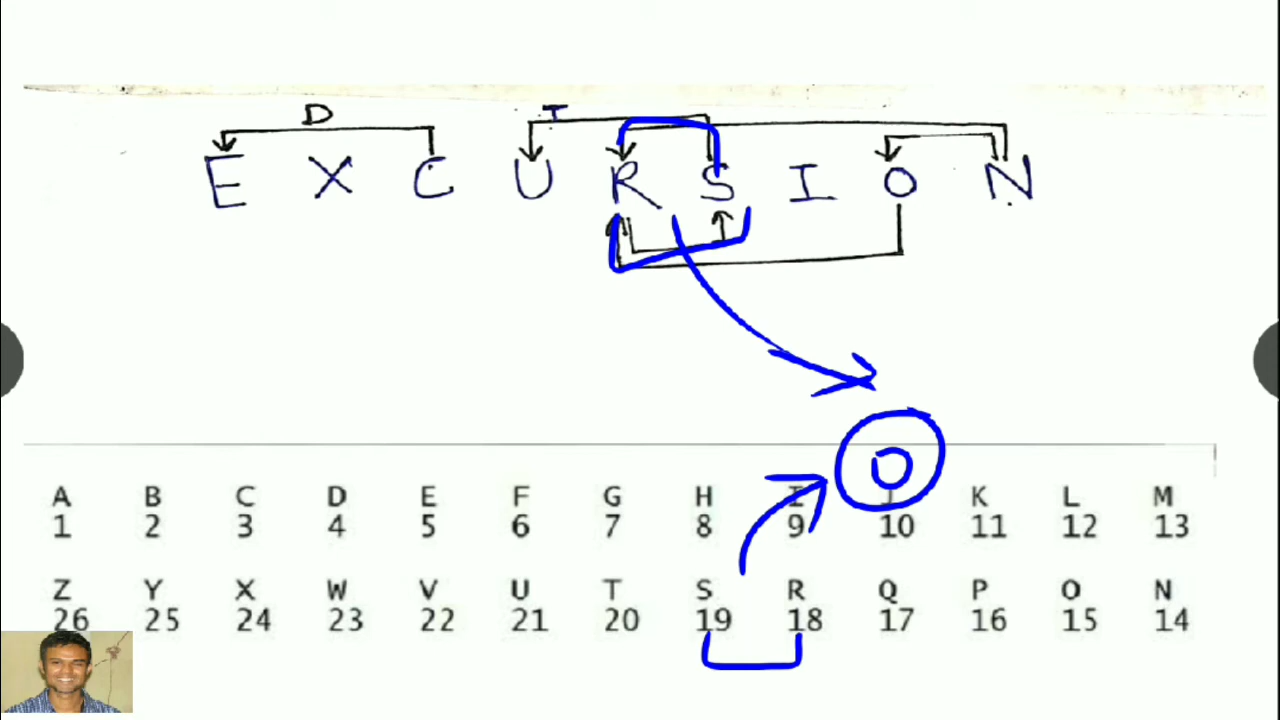 D I
E X C U R S I O N
O
A B C D E F G H I J K L M
1 2 3 4 5 6 7 8 9 10 11 12 13
Z Y X W V U T S R Q P O N
26 25 24 23 22 21 20 19 18 17 16 15 14